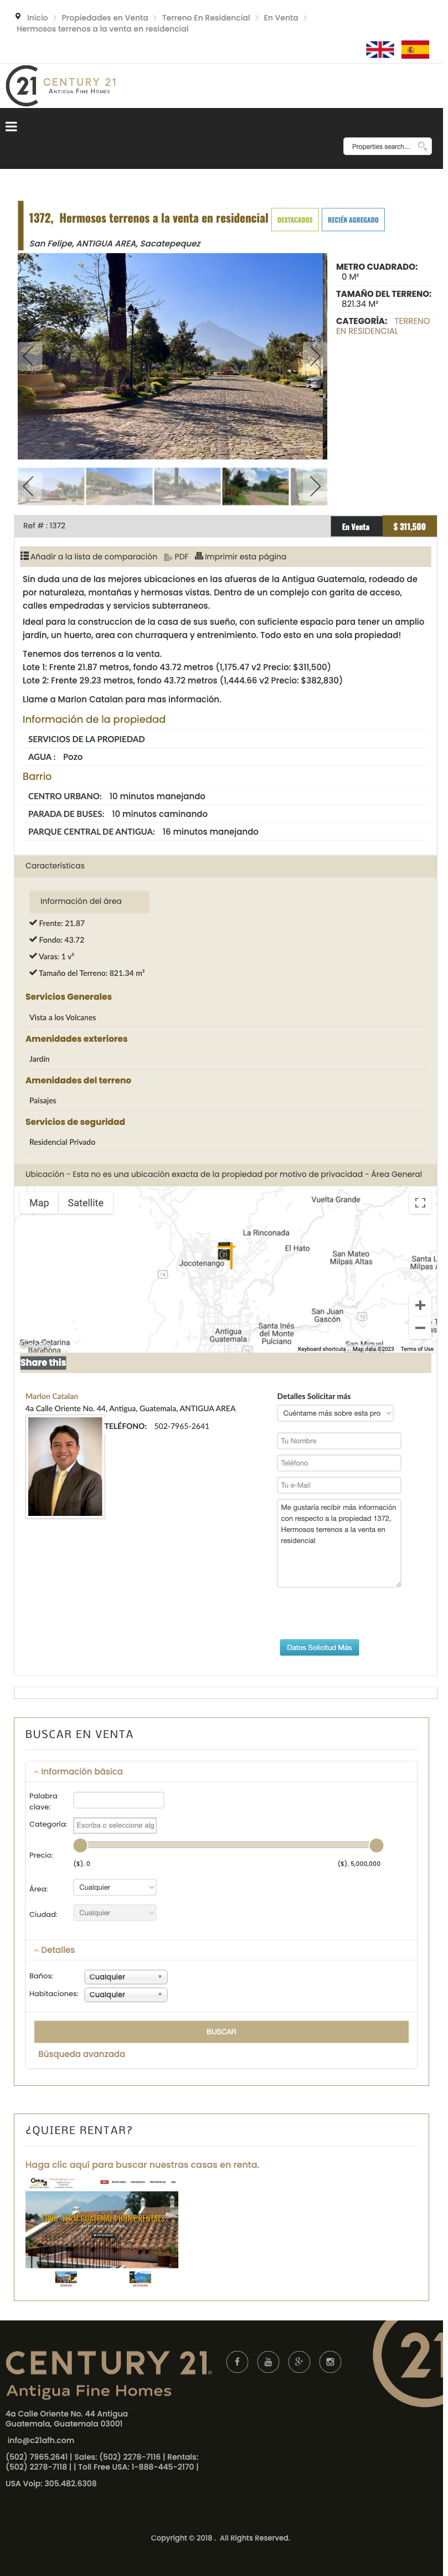 Inicio > Propiedades en Venta > Terreno En Residencial > En Venta >
Hermosos terrenos a la venta en residencial
21 CENTURY 21
ANTIGUA FINE HOMES
Properties search...
1372, Hermosos terrenos a la venta en residencial DESTACADOS RECIÉN AGREGADO
San Felipe, ANTIGUA AREA, Sacatepequez
METRO CUADRADO:
0 M²
TAMAÑO DEL TERRENO:
821.34 M²
CATEGORÍA: TERRENO
EN RESIDENCIAL
Ref # : 1372
En Venta $ 311,500
Añadir a la lista de comparación PDF Imprimir esta página
Sin duda una de las mejores ubicaciones en las afueras de la Antigua Guatemala, rodeado de
por naturaleza, montañas y hermosas vistas. Dentro de un complejo con garita de acceso,
calles empedradas y servicios subterraneos.
Ideal para la construccion de la casa de sus sueño, con suficiente espacio para tener un amplio
jardín, un huerto, area con churraquera y entrenimiento. Todo esto en una sola propiedad!
Tenemos dos terrenos a la venta.
Lote 1: Frente 21.87 metros, fondo 43.72 metros (1,175.47 v2 Precio: $311,500)
Lote 2: Frente 29.23 metros, fondo 43.72 metros (1,444.66 v2 Precio: $382,830)
Llame a Marlon Catalan para mas información.
Información de la propiedad
SERVICIOS DE LA PROPIEDAD
AGUA : Pozo
Barrio
CENTRO URBANO: 10 minutos manejando
PARADA DE BUSES: 10 minutos caminando
PARQUE CENTRAL DE ANTIGUA: 16 minutos manejando
Características
Información del área
Frente: 21.87
Fondo: 43.72
Varas: 1 v²
Tamaño del Terreno: 821.34 m²
Servicios Generales
Vista a los Volcanes
Amenidades exteriores
Jardín
Amenidades del terreno
Paisajes
Servicios de seguridad
Residencial Privado
Ubicación - Esta no es una ubicación exacta de la propiedad por motivo de privacidad - Área General
Map Satellite
Vuelta Grande
La Rinconada
El Hato
Jocotenango
San Mateo
Milpas Altas
Santa L
Milpas A
14
San Juan
Gascón
Antigua
Guatemala
Santa Inés
del Monte
Pulciano
Santa Catarina
Barahona
San Miguel
Keyboard shortcuts Map data ©2023 Terms of Use
Share this
Marlon Catalan
4a Calle Oriente No. 44, Antigua, Guatemala, ANTIGUA AREA
TELÉFONO: 502-7965-2641
Detalles Solicitar más
Cuéntame más sobre esta pro
Tu Nombre
Teléfono
Tu e-Mail
Me gustaría recibir más información
con respecto a la propiedad 1372,
Hermosos terrenos a la venta en
residencial
Datos Solicitud Más
BUSCAR EN VENTA
Información básica
Palabra
clave:
Categoría: Escriba o seleccione alg
Precio:
($). 0 ($). 5,000,000
Área: Cualquier
Ciudad: Cualquier
Detalles
Baños: Cualquier
Habitaciones: Cualquier
BUSCAR
Búsqueda avanzada
¿QUIERE RENTAR?
Haga clic aquí para buscar nuestras casas en renta.
LONG-TERM GUATEMALA HOME RENTALS
CENTURY 21
Antigua Fine Homes
21
4a Calle Oriente No. 44 Antigua
Guatemala, Guatemala 03001
info@c21afh.com
(502) 7965.2641 | Sales: (502) 2278-7116 | Rentals:
(502) 2278-7118 | | Toll Free USA: 1-888-445-2170 |
USA Voip: 305.482.6308
Copyright © 2018 . All Rights Reserved.